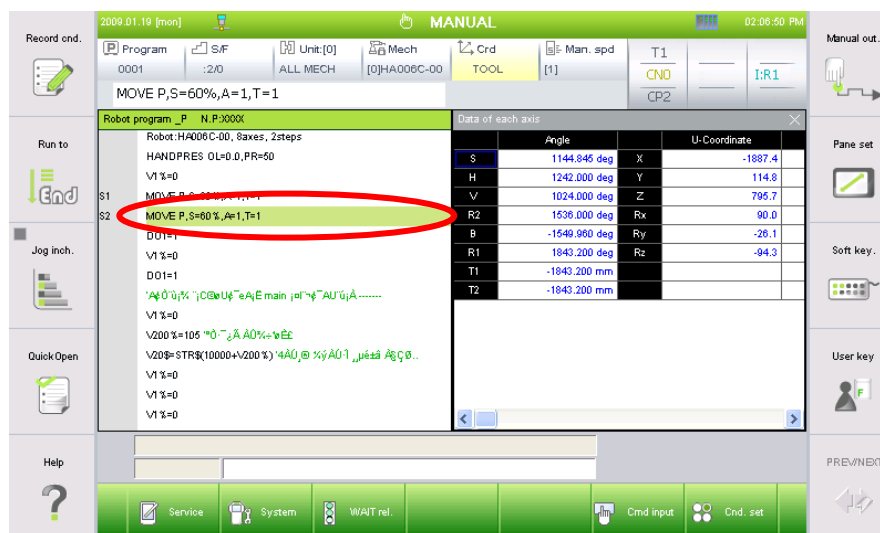 Record cnd.
Run to
End
Jog inch.
Quick Open
Help
2009.01.19 [mon]
MANUAL
02:06:50 PM
Program
0001
S/F
:2/0
Unit:[0]
ALL MECH
Mech
[0]HA006C-00
Crd
TOOL
Man. spd
[1]
T1
CN0
I:R1
CP2
MOVE P,S=60%,A=1,T=1
Robot program _P N.P:XXXX
Robot:HA006C-00, 8axes, 2steps
HANDPRES OL=0.0,PR=50
V1%=0
S1
S2 MOVE P,S=60%,A=1,T=1
DO1=1
V1%=0
DO1=1
main
V1%=0
V200%=105
V20$=STR$(10000+V200%)
V1%=0
V1%=0
V1%=0
Data of each axis
Angle U-Coordinate
S 1144.845 deg X -1887.4
H 1242.000 deg Y 114.8
V 1024.000 deg Z 795.7
R2 1536.000 deg Rx 90.0
B -1549.960 deg Ry -26.1
R1 1843.200 deg Rz -94.3
T1 -1843.200 mm
T2 -1843.200 mm
Service
System
WAIT rel.
Cmd input
Cnd. set
Manual out.
Pane set
Soft key.
User key
F
PREV/NEXT